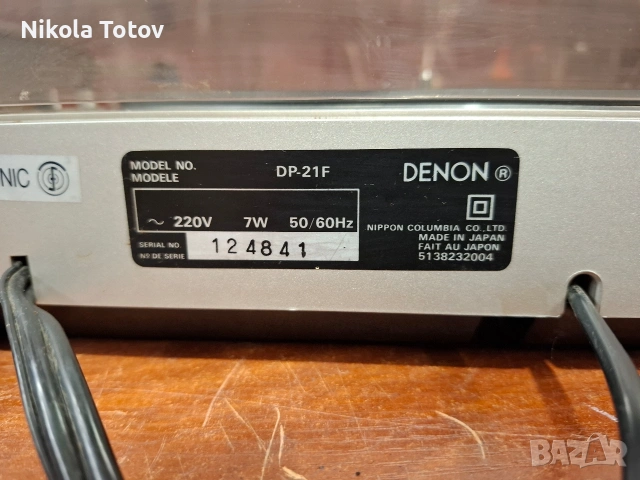 Nikola Totov
NIC
MODEL NO.
MODELE
DP-21F
DENON ®
~ 220V 7W 50/60Hz
SERIAL NO
Nº DE SERIE
124841
NIPPON COLUMBIA CO.,LTD.
MADE IN JAPAN
FAIT AU JAPON
5138232004
BAZAR